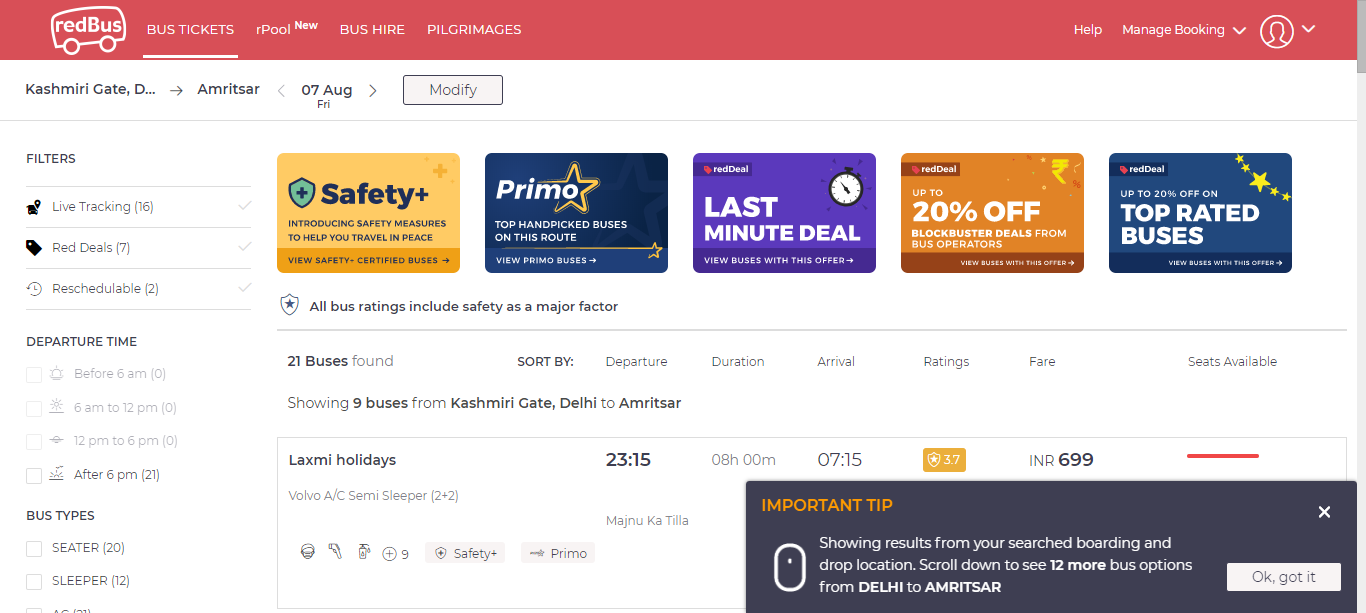 redBus BUS TICKETS rPool New BUS HIRE PILGRIMAGES Help Manage Booking
Kashmiri Gate, D... → Amritsar < 07 Aug > Modify
Fri
FILTERS
Live Tracking (16)
Red Deals (7)
Reschedulable (2)
DEPARTURE TIME
Before 6 am (0)
6 am to 12 pm (0)
12 pm to 6 pm (0)
After 6 pm (21)
BUS TYPES
SEATER (20)
SLEEPER (12)
AC (21)
Safety+
INTRODUCING SAFETY MEASURES
TO HELP YOU TRAVEL IN PEACE
VIEW SAFETY+ CERTIFIED BUSES →
Primo
TOP HANDPICKED BUSES
ON THIS ROUTE
VIEW PRIMO BUSES →
redDeal
LAST
MINUTE DEAL
VIEW BUSES WITH THIS OFFER →
redDeal
UP TO
20% OFF
BLOCKBUSTER DEALS FROM
BUS OPERATORS
VIEW BUSES WITH THIS OFFER →
redDeal
UP TO 20% OFF ON
TOP RATED
BUSES
VIEW BUSES WITH THIS OFFER →
All bus ratings include safety as a major factor
21 Buses found SORT BY: Departure Duration Arrival Ratings Fare Seats Available
Showing 9 buses from Kashmiri Gate, Delhi to Amritsar
Laxmi holidays 23:15 08h 00m 07:15 3.7 INR 699
Volvo A/C Semi Sleeper (2+2)
Majnu Ka Tilla
9 Safety+ Primo
IMPORTANT TIP
Showing results from your searched boarding and
drop location. Scroll down to see 12 more bus options
from DELHI to AMRITSAR
Ok, got it